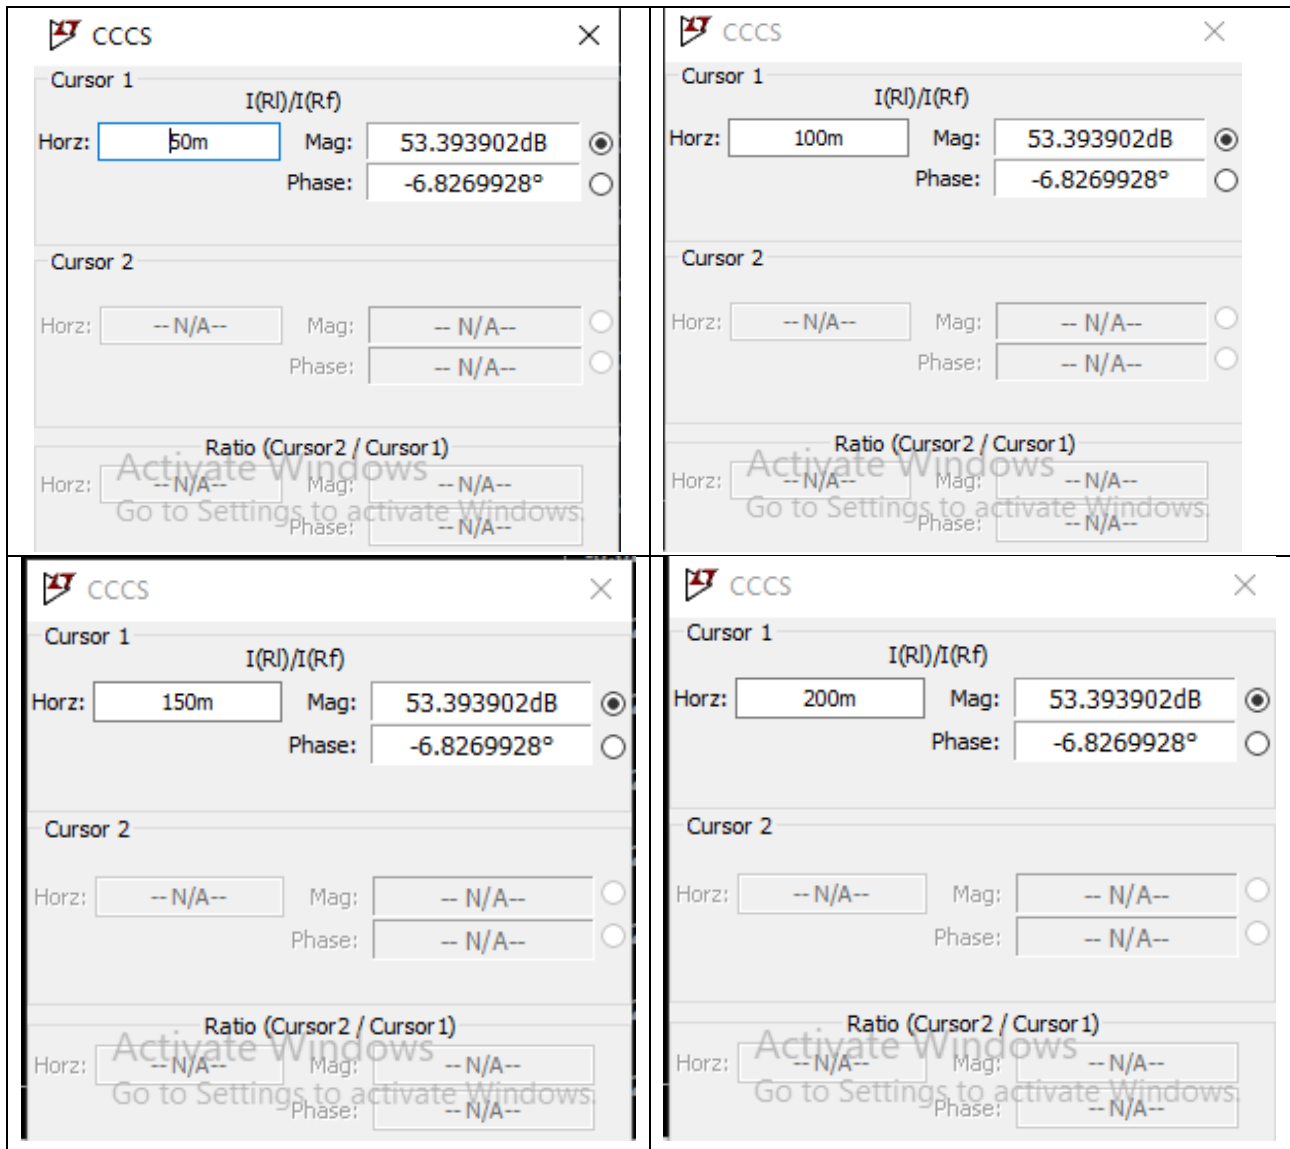 CCCS
Cursor 1
I(Rl)/I(Rf)
Horz: 50m Mag: 53.393902dB
Phase: -6.8269928°
Cursor 2
Horz: -- N/A-- Mag: -- N/A--
Phase: -- N/A--
Ratio (Cursor2 / Cursor1)
Horz: -- N/A-- Mag: -- N/A--
Phase: -- N/A--
Activate Windows
Go to Settings to activate Windows.
CCCS
Cursor 1
I(Rl)/I(Rf)
Horz: 100m Mag: 53.393902dB
Phase: -6.8269928°
Cursor 2
Horz: -- N/A-- Mag: -- N/A--
Phase: -- N/A--
Ratio (Cursor2 / Cursor1)
Horz: -- N/A-- Mag: -- N/A--
Phase: -- N/A--
Activate Windows
Go to Settings to activate Windows.
CCCS
Cursor 1
I(Rl)/I(Rf)
Horz: 150m Mag: 53.393902dB
Phase: -6.8269928°
Cursor 2
Horz: -- N/A-- Mag: -- N/A--
Phase: -- N/A--
Ratio (Cursor2 / Cursor1)
Horz: -- N/A-- Mag: -- N/A--
Phase: -- N/A--
Activate Windows
Go to Settings to activate Windows.
CCCS
Cursor 1
I(Rl)/I(Rf)
Horz: 200m Mag: 53.393902dB
Phase: -6.8269928°
Cursor 2
Horz: -- N/A-- Mag: -- N/A--
Phase: -- N/A--
Ratio (Cursor2 / Cursor1)
Horz: -- N/A-- Mag: -- N/A--
Phase: -- N/A--
Activate Windows
Go to Settings to activate Windows.